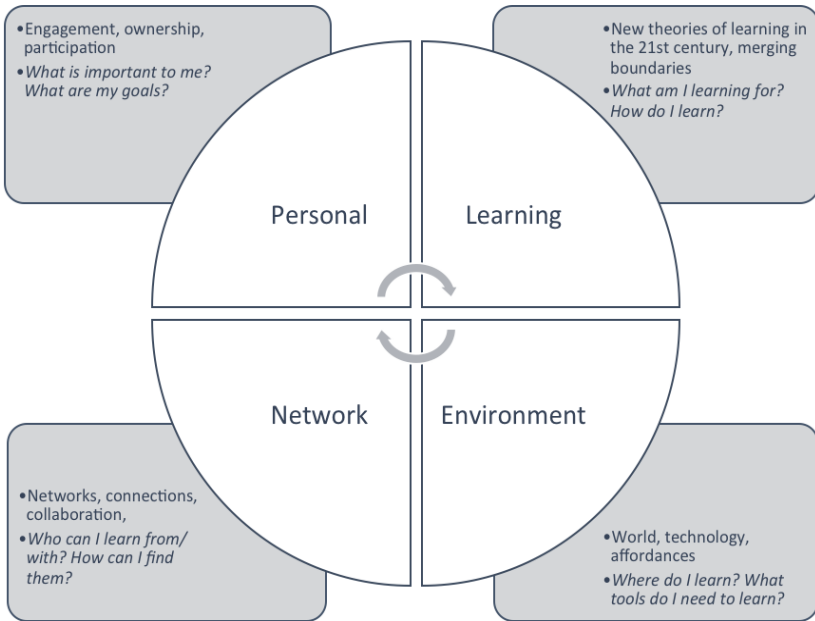 •Engagement, ownership,
participation
•What is important to me?
What are my goals?
•New theories of learning in
the 21st century, merging
boundaries
•What am I learning for?
How do I learn?
Personal
Learning
Network
Environment
•Networks, connections,
collaboration,
•Who can I learn from/
with? How can I find
them?
•World, technology,
affordances
•Where do I learn? What
tools do I need to learn?